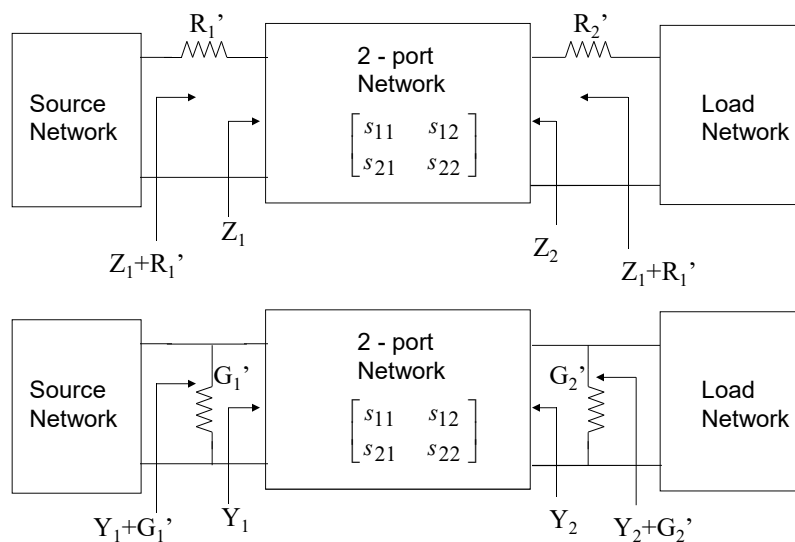 R₁’
R₂’
2 - port
Network
Source
Network
Load
Network
s₁₁ s₁₂
s₂₁ s₂₂
Z₁
Z₂
Z₁+R₁’
Z₁+R₁’
2 - port
Network
Source
Network
G₁’
G₂’
Load
Network
s₁₁ s₁₂
s₂₁ s₂₂
Y₁+G₁’
Y₁
Y₂
Y₂+G₂’